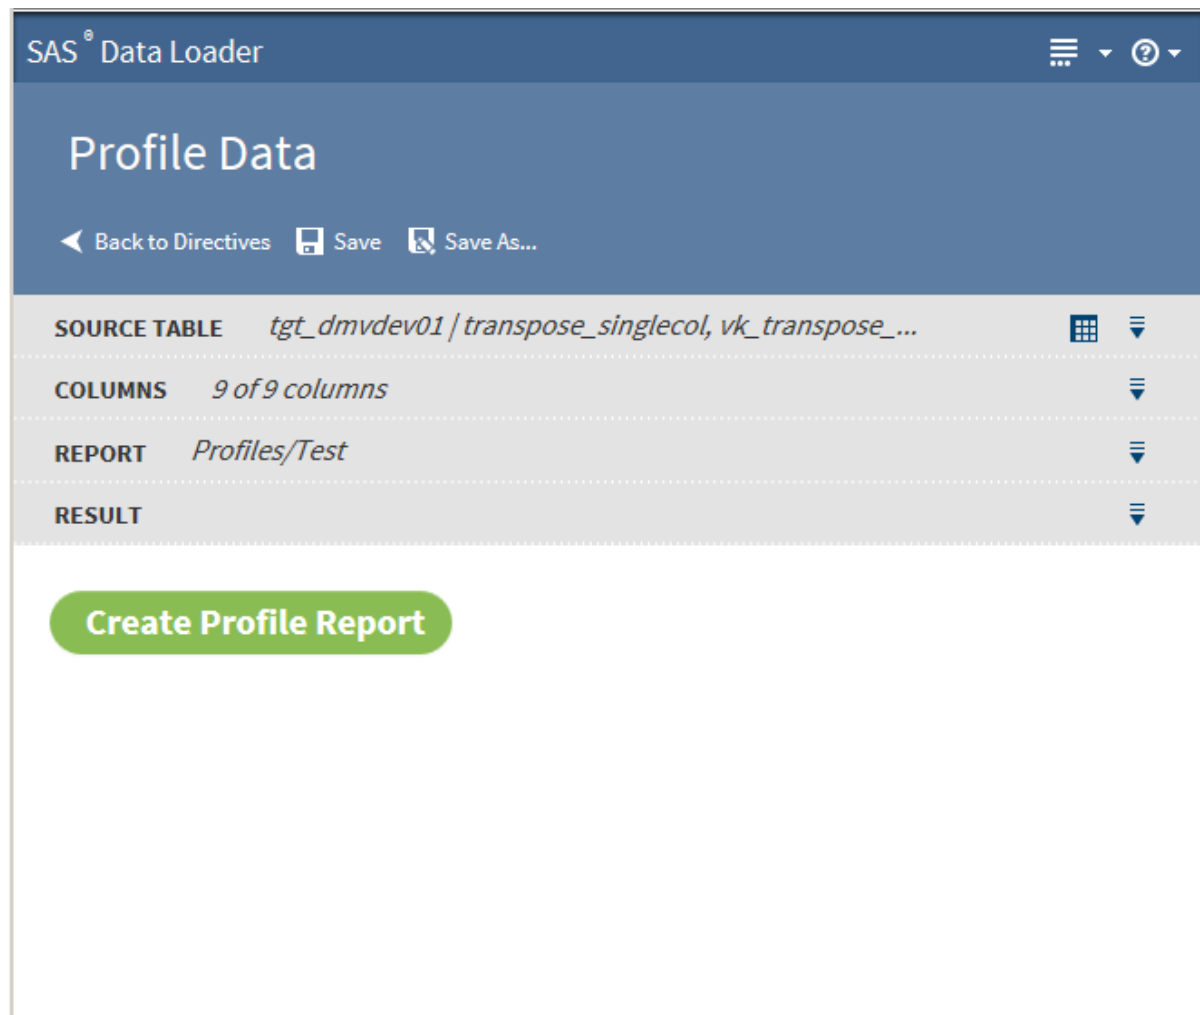 SAS® Data Loader
Profile Data
Back to Directives Save Save As...
SOURCE TABLE tgt_dmvdev01 | transpose_singlecol, vk_transpose_...
COLUMNS 9 of 9 columns
REPORT Profiles/Test
RESULT
Create Profile Report